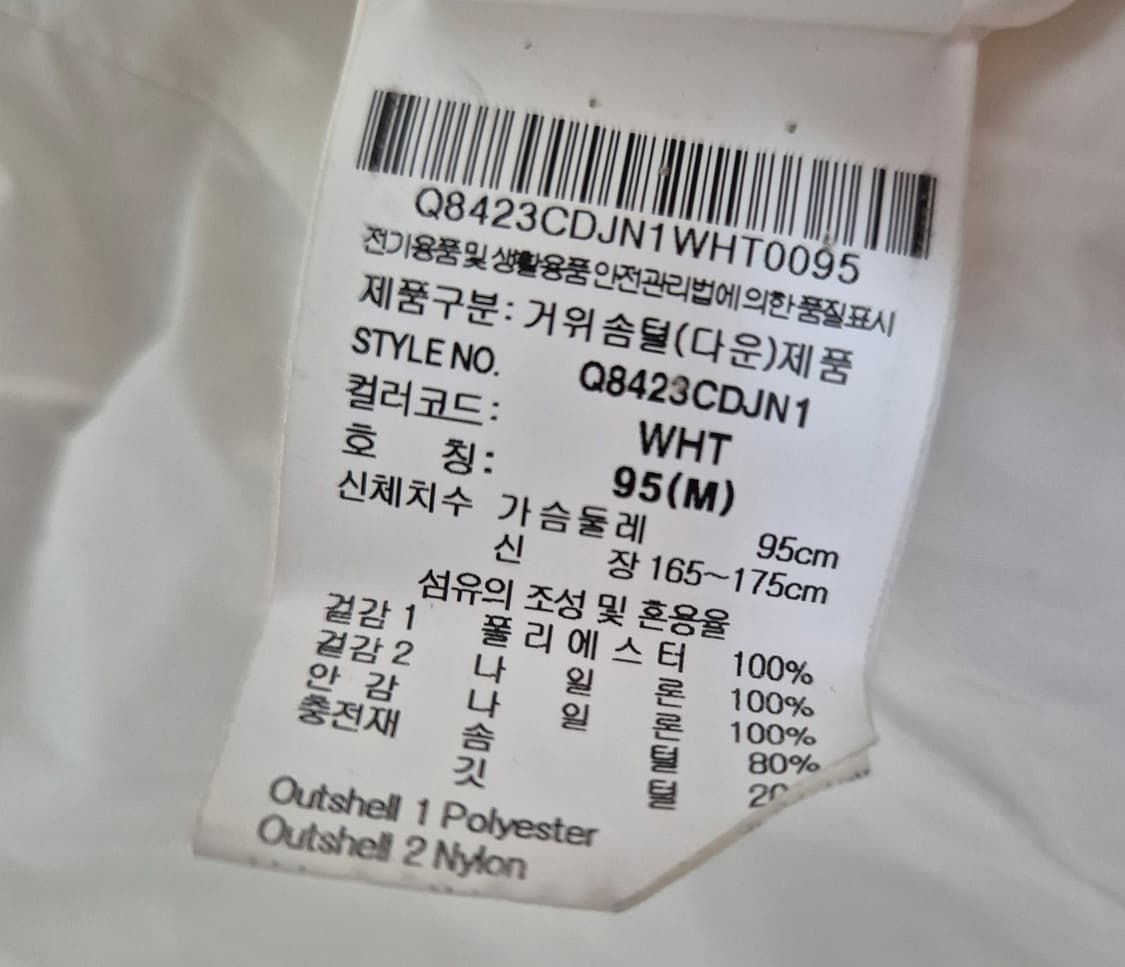 Q8423CDJN1WHT0095
전기용품 및 생활용품 안전관리법에 의한 품질표시
제품구분: 거위솜털(다운)제품
STYLE NO. Q8423CDJN1
컬러코드: WHT
호 칭: 95(M)
신체치수 가슴둘레 95cm
신 장 165~175cm
섬유의 조성 및 혼용율
겉감 1 폴리에스터 100%
겉감 2 나일론 100%
안 감 나일론 100%
충전재 솜털 80%
깃털
Outshell 1 Polyester
Outshell 2 Nylon